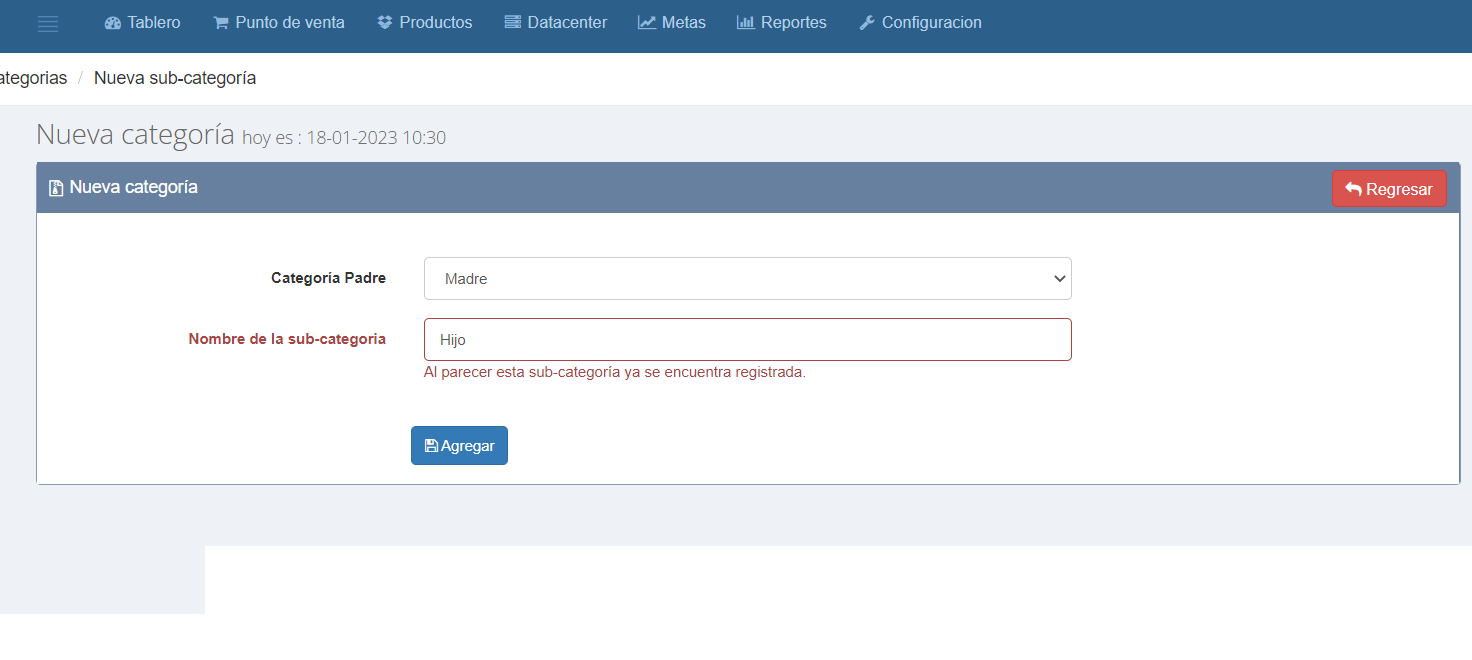 Tablero Punto de venta Productos Datacenter Metas Reportes Configuracion
ategorias / Nueva sub-categoría
Nueva categoría hoy es : 18-01-2023 10:30
Nueva categoría Regresar
Categoría Padre Madre
Nombre de la sub-categoria Hijo
Al parecer esta sub-categoría ya se encuentra registrada.
Agregar